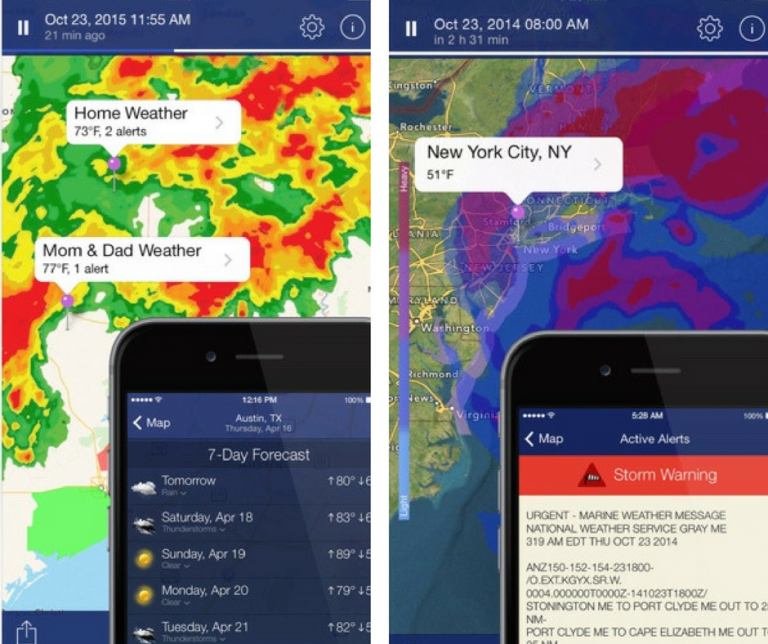 Oct 23, 2015 11:55 AM
21 min ago
Home Weather
73°F, 2 alerts
Mom & Dad Weather
77°F, 1 alert
12:16 PM
100%
Map
Austin, TX
Thursday, Apr 16
7-Day Forecast
Tomorrow
Rain
↑80° ↓6
Saturday, Apr 18
Thunderstorms
↑83° ↓6
Sunday, Apr 19
Clear
↑89° ↓5
Monday, Apr 20
Clear
↑79° ↓5
Tuesday, Apr 21
Thunderstorms
↑82° ↓5
Oct 23, 2014 08:00 AM
in 2 h 31 min
Kingston
VERMONT
Rochester
New York City, NY
51°F
Heavy
CONNECTICUT
Stamford
Bridgeport
New York
NEW JERSEY
MARYLAND
Washington
Richmond
News
Virginia
Light
5:28 AM
100%
Map
Active Alerts
Storm Warning
URGENT - MARINE WEATHER MESSAGE
NATIONAL WEATHER SERVICE GRAY ME
319 AM EDT THU OCT 23 2014
ANZ150-152-154-231800-
/O.EXT.KGYX.SR.W.
0004.000000T0000Z-141023T1800Z/
STONINGTON ME TO PORT CLYDE ME OUT TO 2
NM-
PORT CLYDE ME TO CAPE ELIZABETH ME OUT T